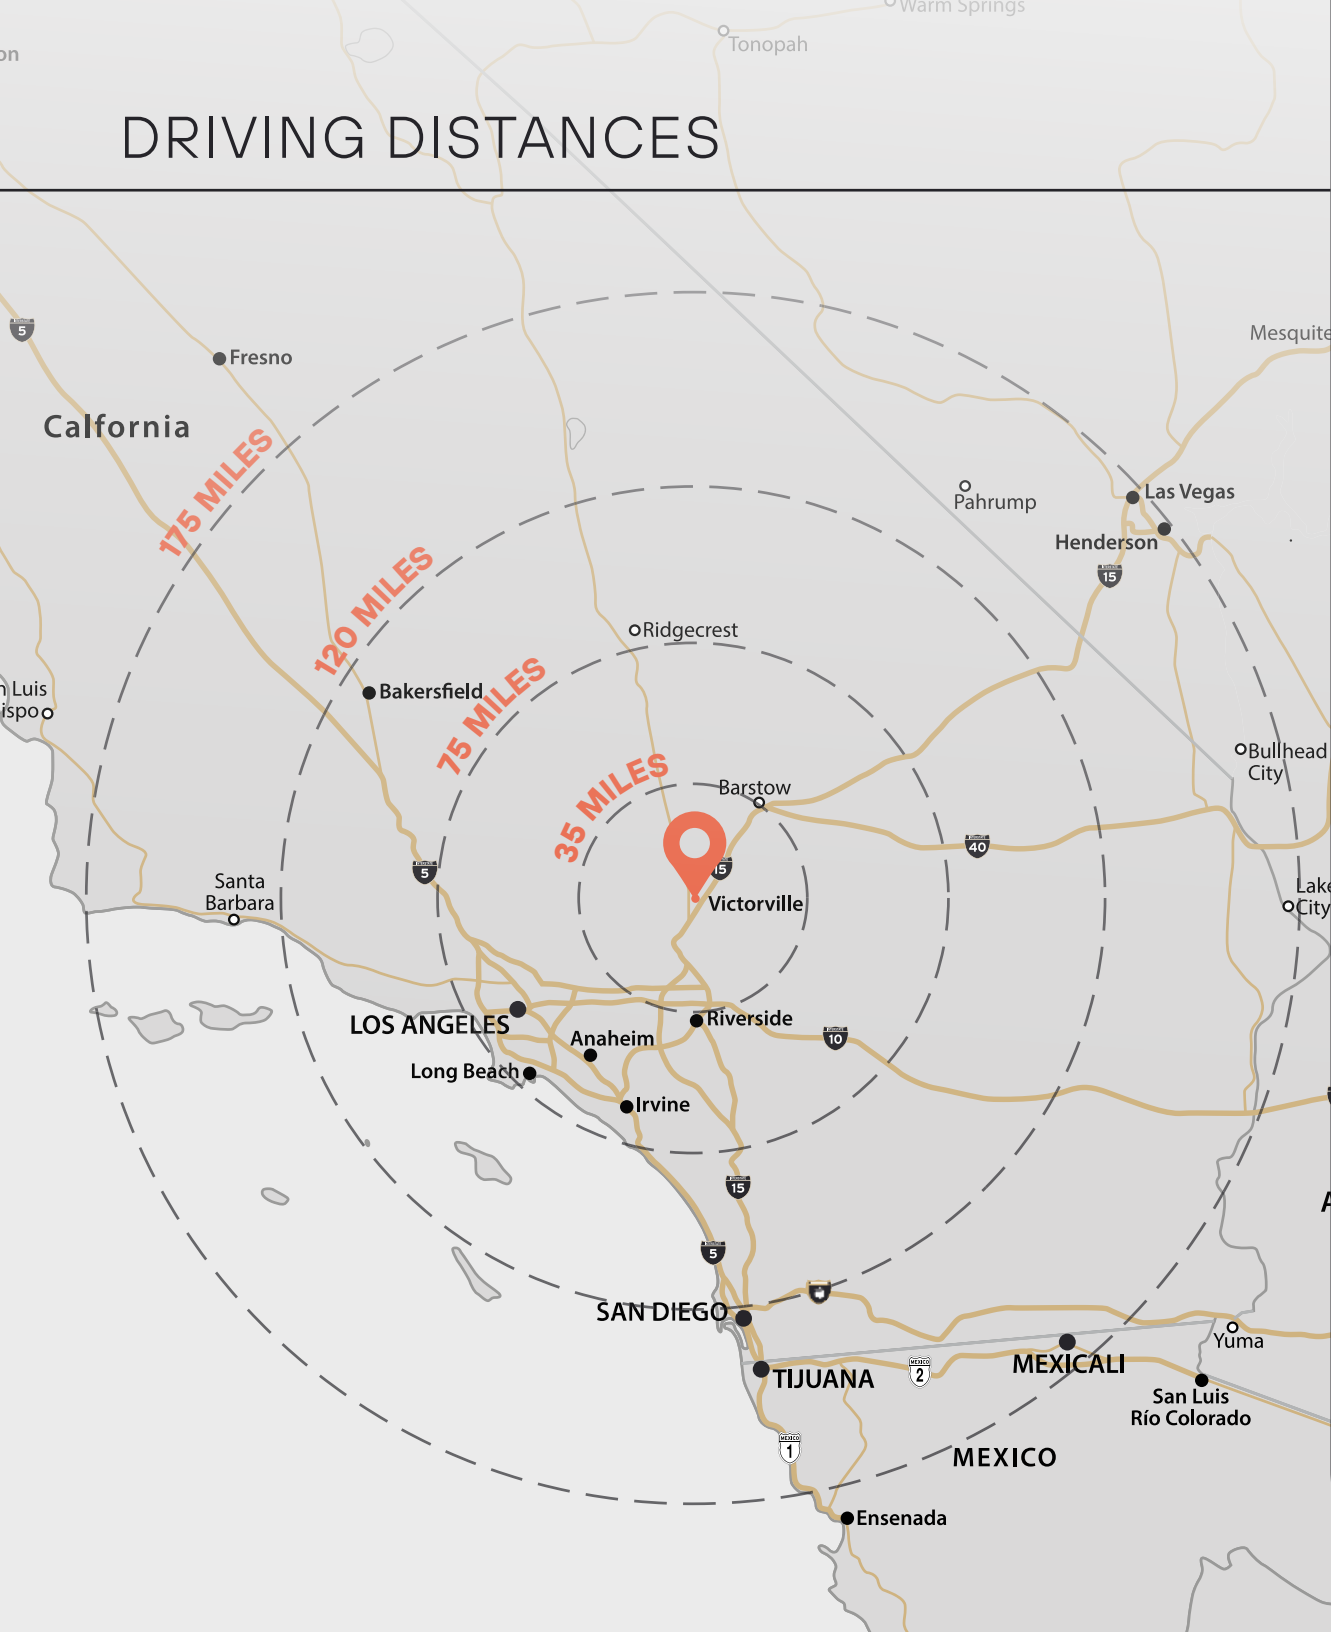 Warm Springs
Tonopah
on
DRIVING DISTANCES
5
Mesquite
Fresno
Calfornia
175 MILES
Las Vegas
Pahrump
Henderson
15
120 MILES
Ridgecrest
75 MILES
Bakersfield
n Luis
ispo
Bullhead
City
35 MILES
Barstow
40
15
5
Santa
Barbara
Victorville
Lake
City
LOS ANGELES
Riverside
Anaheim
10
Long Beach
Irvine
15
A
5
SAN DIEGO
Yuma
MEXICALI
MEXICO
2
TIJUANA
San Luis
Río Colorado
MEXICO
1
MEXICO
Ensenada